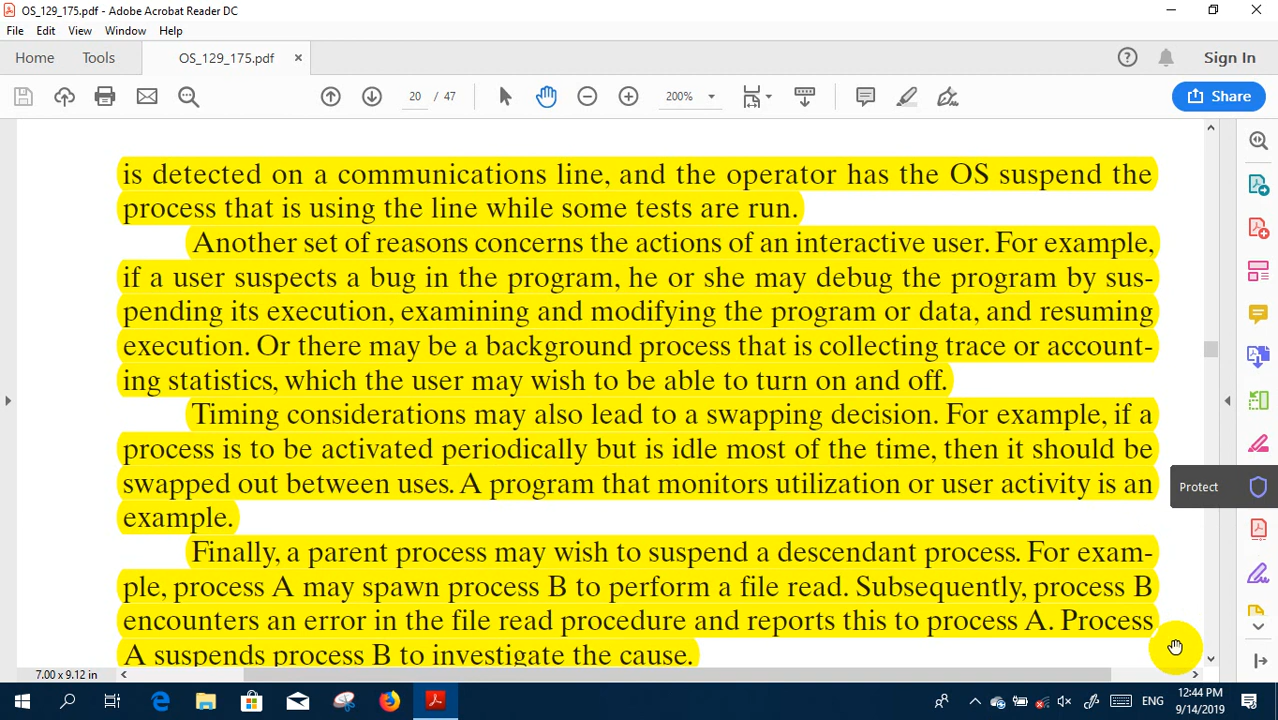 OS_129_175.pdf - Adobe Acrobat Reader DC
File Edit View Window Help
Home Tools OS_129_175.pdf × Sign In
20 / 47 200% Share
is detected on a communications line, and the operator has the OS suspend the
process that is using the line while some tests are run.
Another set of reasons concerns the actions of an interactive user. For example,
if a user suspects a bug in the program, he or she may debug the program by sus-
pending its execution, examining and modifying the program or data, and resuming
execution. Or there may be a background process that is collecting trace or account-
ing statistics, which the user may wish to be able to turn on and off.
Timing considerations may also lead to a swapping decision. For example, if a
process is to be activated periodically but is idle most of the time, then it should be
swapped out between uses. A program that monitors utilization or user activity is an
example.
Protect
Finally, a parent process may wish to suspend a descendant process. For exam-
ple, process A may spawn process B to perform a file read. Subsequently, process B
encounters an error in the file read procedure and reports this to process A. Process
A suspends process B to investigate the cause.
7.00 x 9.12 in
ENG
12:44 PM
9/14/2019